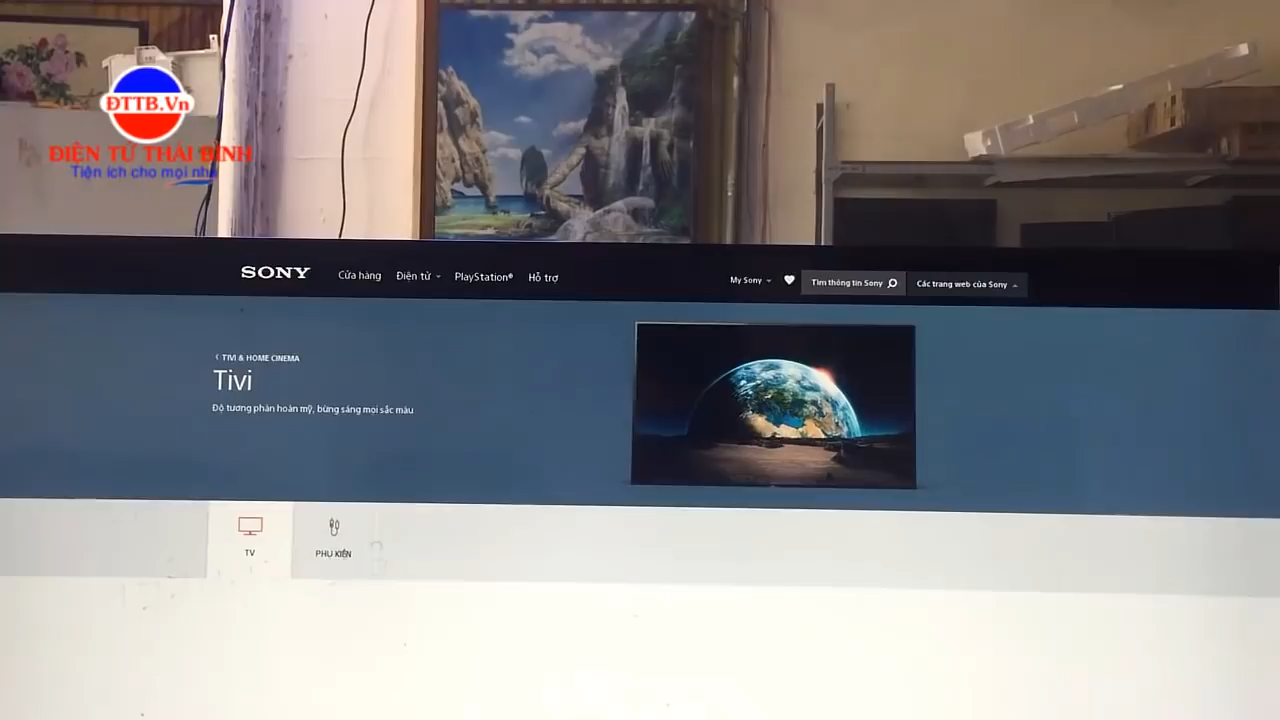 ĐTTB.Vn
ĐIỆN TỬ THÁI BÌNH
Tiện ích cho mọi nhà
SONY Cửa hàng Điện tử PlayStation® Hỗ trợ My Sony Tìm thông tin Sony Các trang web của Sony
TIVI & HOME CINEMA
Tivi
Độ tương phản hoàn mỹ, bừng sáng mọi sắc màu
TV PHỤ KIỆN